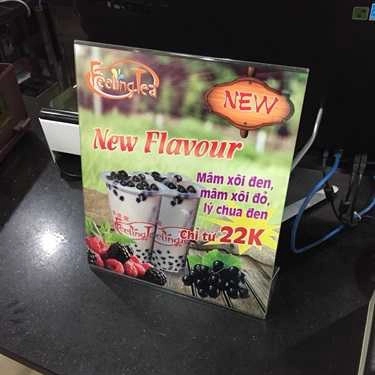 FeelingTea
NEW
New Flavour
Mâm xôi đen,
mâm xôi đỏ,
lý chua đen
Chỉ từ 22K
FeelingTea
FeelingTea